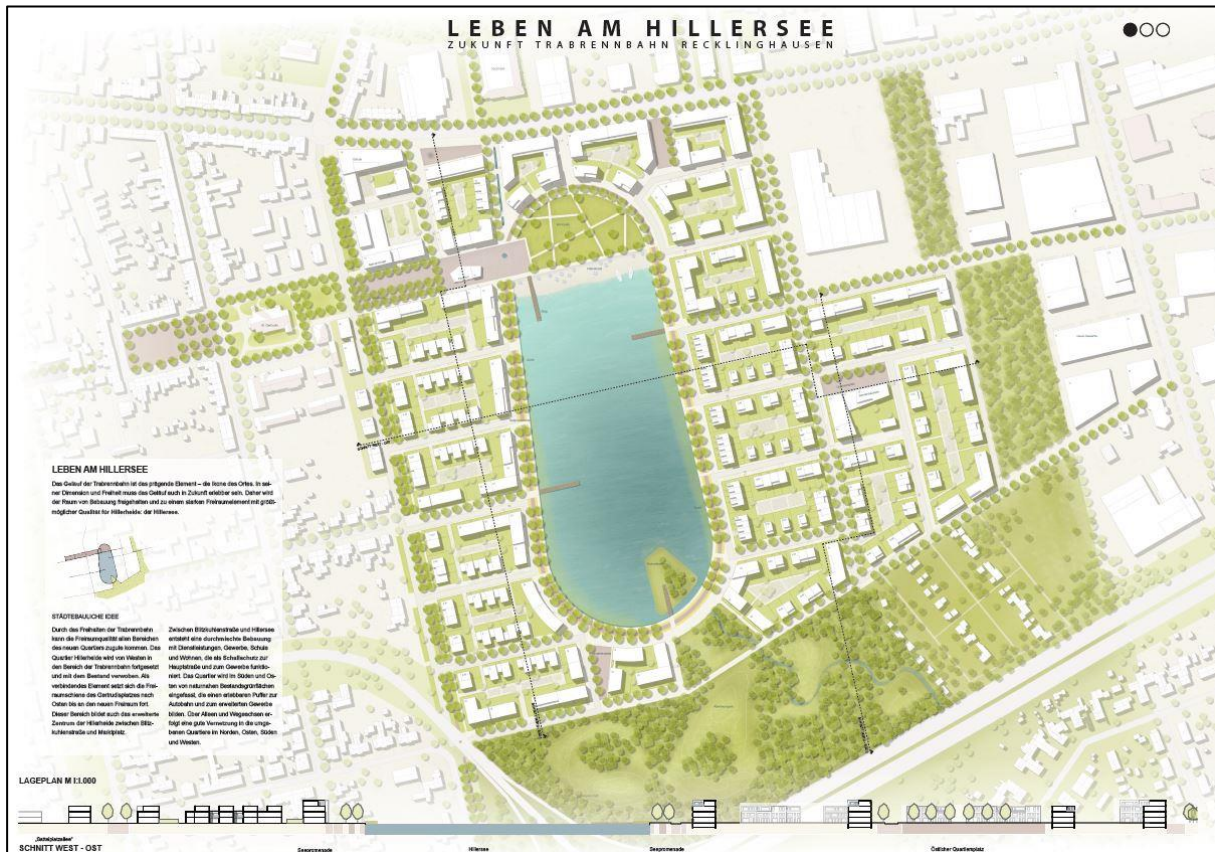 LEBEN AM HILLERSEE
ZUKUNFT TRABRENNBAHN RECKLINGHAUSEN
LEBEN AM HILLERSEE
Das Geläuf der Trabrennbahn ist das prägende Element – die Ikone des Ortes. In sei-
ner Dimension und Freiheit muss das Geläuf auch in Zukunft erlebbar sein. Daher wird
der Raum von Bebauung freigehalten und zu einem starken Freiraumelement mit größt-
möglicher Qualität für Hillerheide: der Hillersee.
STÄDTEBAULICHE IDEE
Durch das Freihalten der Trabrennbahn
kann die Freiraumqualität allen Bereichen
des neuen Quartiers zugute kommen. Das
Quartier Hillerheide wird von Westen in
den Bereich der Trabrennbahn fortgesetzt
und mit dem Bestand verwoben. Als
verbindendes Element setzt sich die Frei-
raumschiene des Gertrudisplatzes nach
Osten bis an den neuen Freiraum fort.
Dieser Bereich bildet auch das erweiterte
Zentrum der Hillerheide zwischen Blitz-
kuhlenstraße und Marktplatz.
Zwischen Blitzkuhlenstraße und Hillersee
entsteht eine durchmischte Bebauung
mit Dienstleistungen, Gewerbe, Schule
und Wohnen, die als Schallschutz zur
Hauptstraße und zum Gewerbe funktio-
niert. Das Quartier wird im Süden und Os-
ten von naturnahen Bestandsgrünflächen
eingefasst, die einen erlebbaren Puffer zur
Autobahn und zum erweiterten Gewerbe
bilden. Über Alleen und Wegeachsen er-
folgt eine gute Vernetzung in die umge-
benen Quartiere im Norden, Osten, Süden
und Westen.
LAGEPLAN M 1:1.000
SCHNITT WEST - OST
Seepromenade
Hillersee
Seepromenade
Östlicher Quartiersplatz